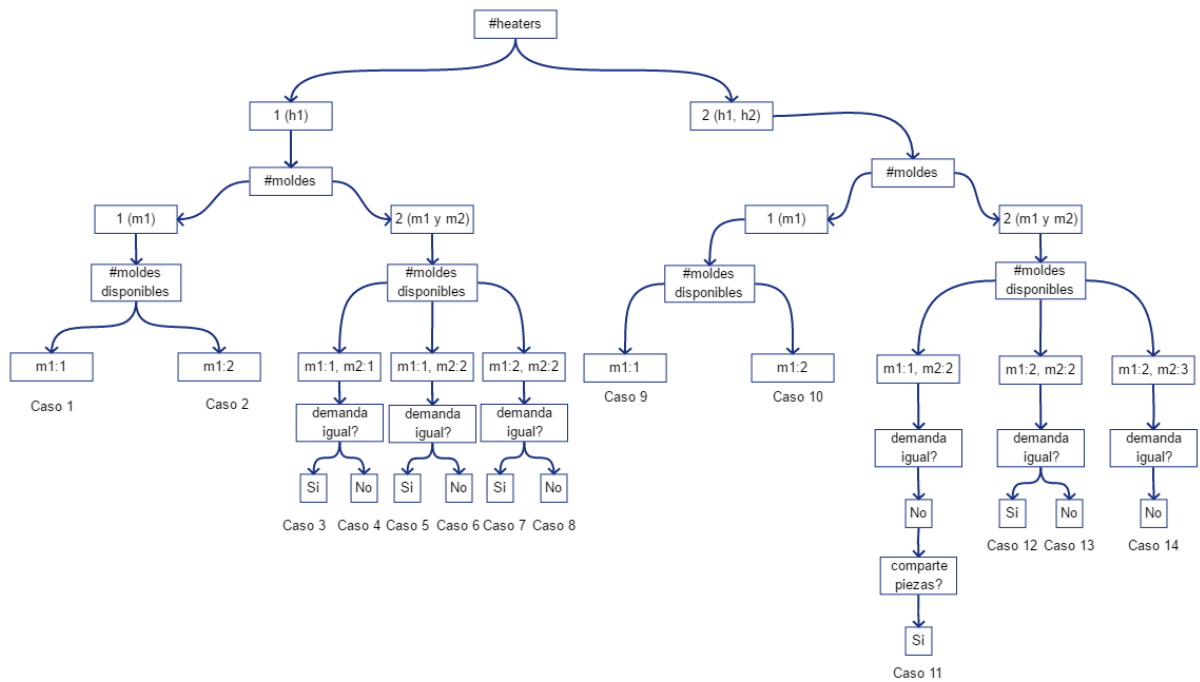 #heaters
1 (h1)
2 (h1, h2)
#moldes
#moldes
1 (m1)
2 (m1 y m2)
1 (m1)
2 (m1 y m2)
#moldes
disponibles
#moldes
disponibles
#moldes
disponibles
#moldes
disponibles
m1:1
m1:2
m1:1, m2:1
m1:1, m2:2
m1:2, m2:2
m1:1
m1:2
m1:1, m2:2
m1:2, m2:2
m1:2, m2:3
Caso 1
Caso 2
Caso 9
Caso 10
demanda
igual?
demanda
igual?
demanda
igual?
demanda
igual?
demanda
igual?
demanda
igual?
Si
No
Si
No
Si
No
No
Si
No
No
Caso 3
Caso 4
Caso 5
Caso 6
Caso 7
Caso 8
Caso 12
Caso 13
Caso 14
comparte
piezas?
Si
Caso 11